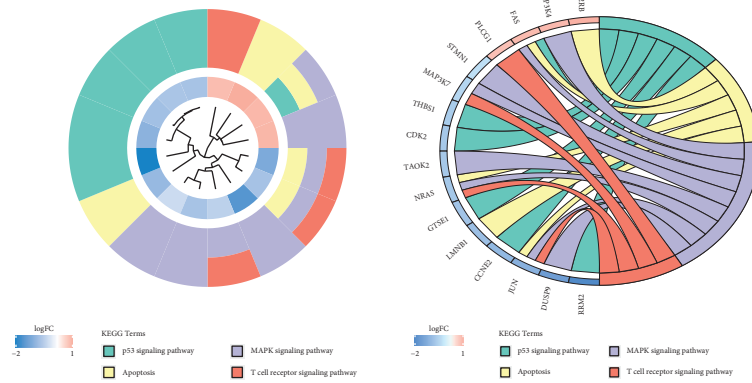 FAS
PLCG1
STMN1
MAP3K7
THBS1
CDK2
TAOK2
NRAS
GTSE1
LMNB1
CCNE2
JUN
DUSP9
RRM2
logFC
−2 1
KEGG Terms
p53 signaling pathway
MAPK signaling pathway
Apoptosis
T cell receptor signaling pathway
logFC
−2 1
KEGG Terms
p53 signaling pathway
MAPK signaling pathway
Apoptosis
T cell receptor signaling pathway